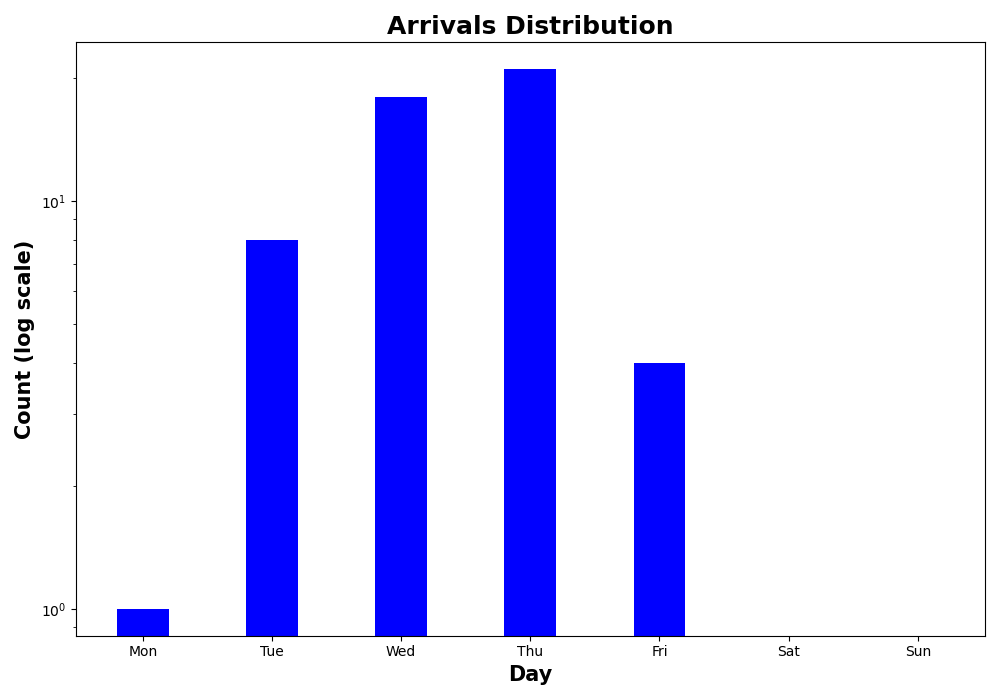 Arrivals Distribution
Count (log scale)
10¹
10⁰
Mon Tue Wed Thu Fri Sat Sun
Day